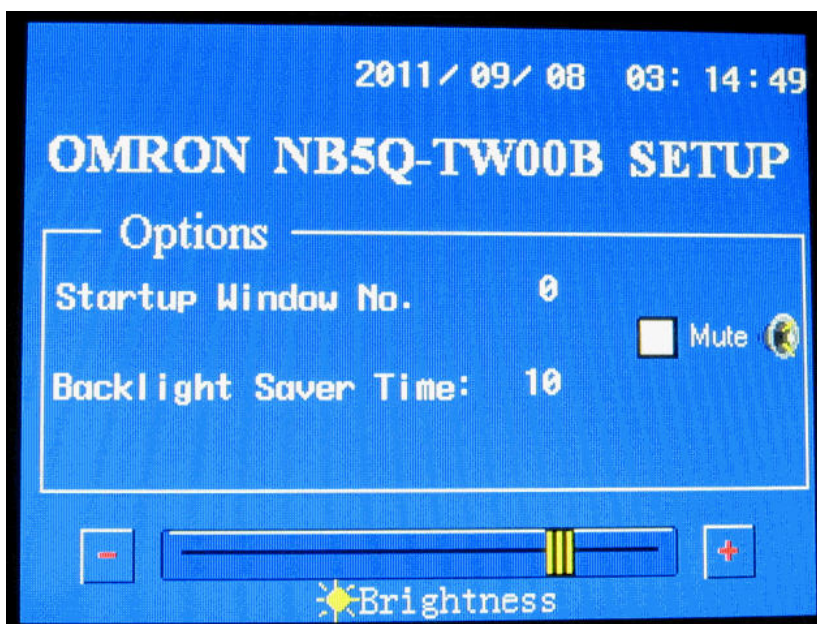 2011/09/08 03:14:49
OMRON NB5Q-TW00B SETUP
Options
Startup Window No. 0
Mute
Backlight Saver Time: 10
- +
Brightness